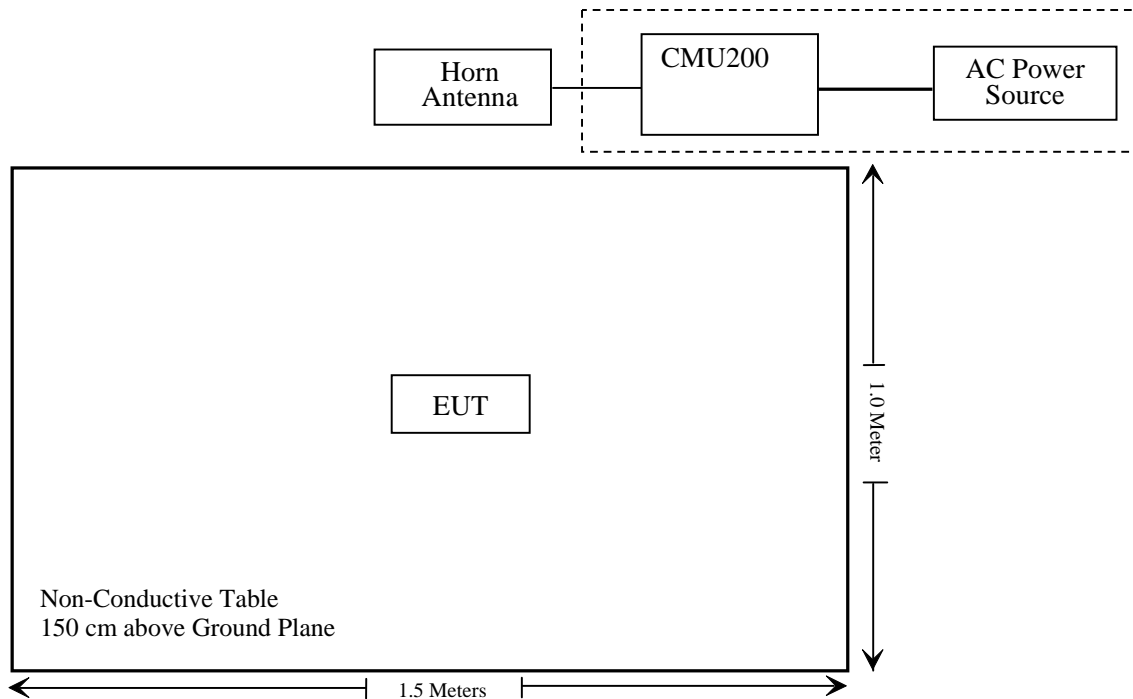 Horn
Antenna
CMU200
AC Power
Source
EUT
1.0 Meter
Non-Conductive Table
150 cm above Ground Plane
1.5 Meters